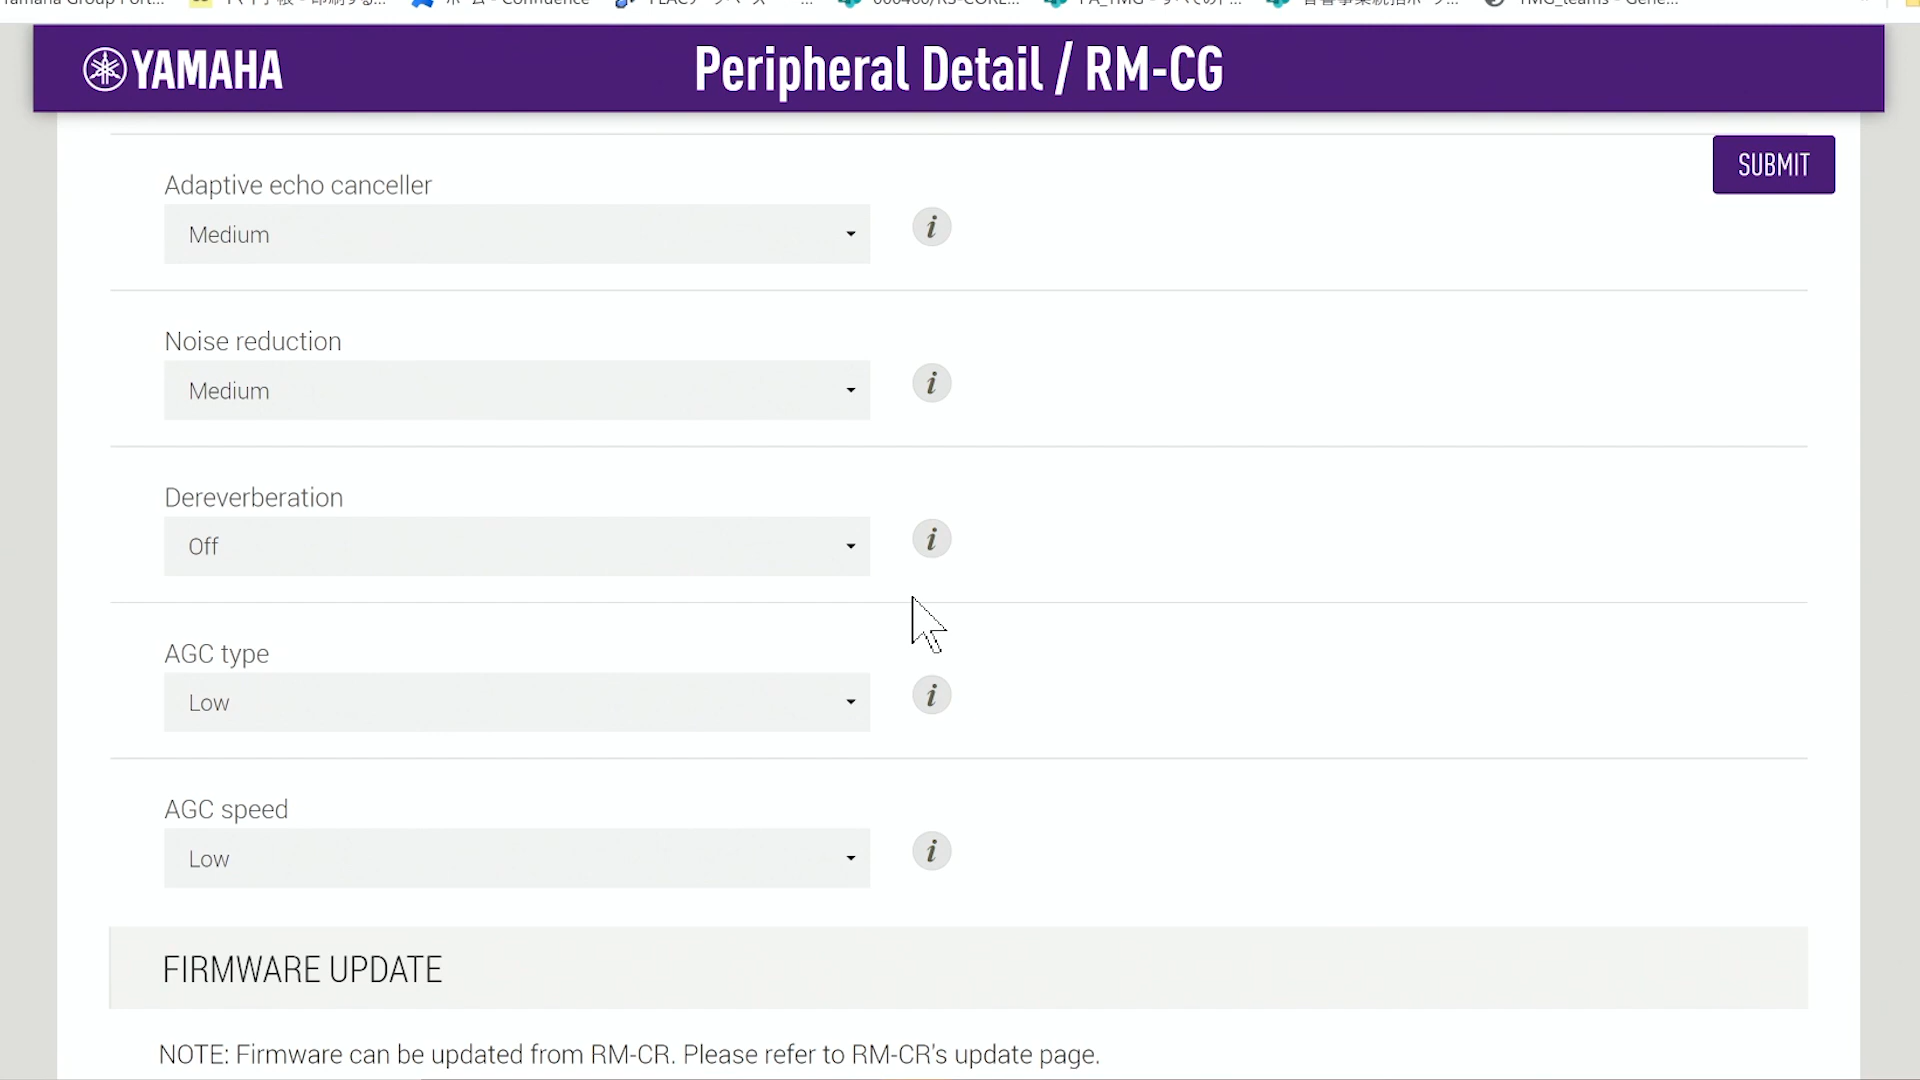 YAMAHA
Peripheral Detail / RM-CG
SUBMIT
Adaptive echo canceller
Medium
i
Noise reduction
Medium
i
Dereverberation
Off
i
AGC type
Low
i
AGC speed
Low
i
FIRMWARE UPDATE
NOTE: Firmware can be updated from RM-CR. Please refer to RM-CR's update page.